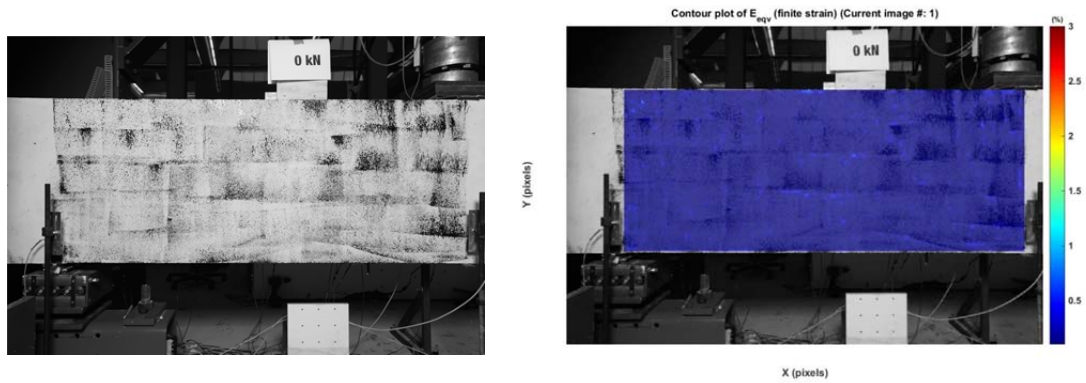 0 kN
Contour plot of E_eqv (finite strain) (Current image #: 1)
(%)
3
2.5
2
1.5
1
0.5
0 kN
Y (pixels)
X (pixels)